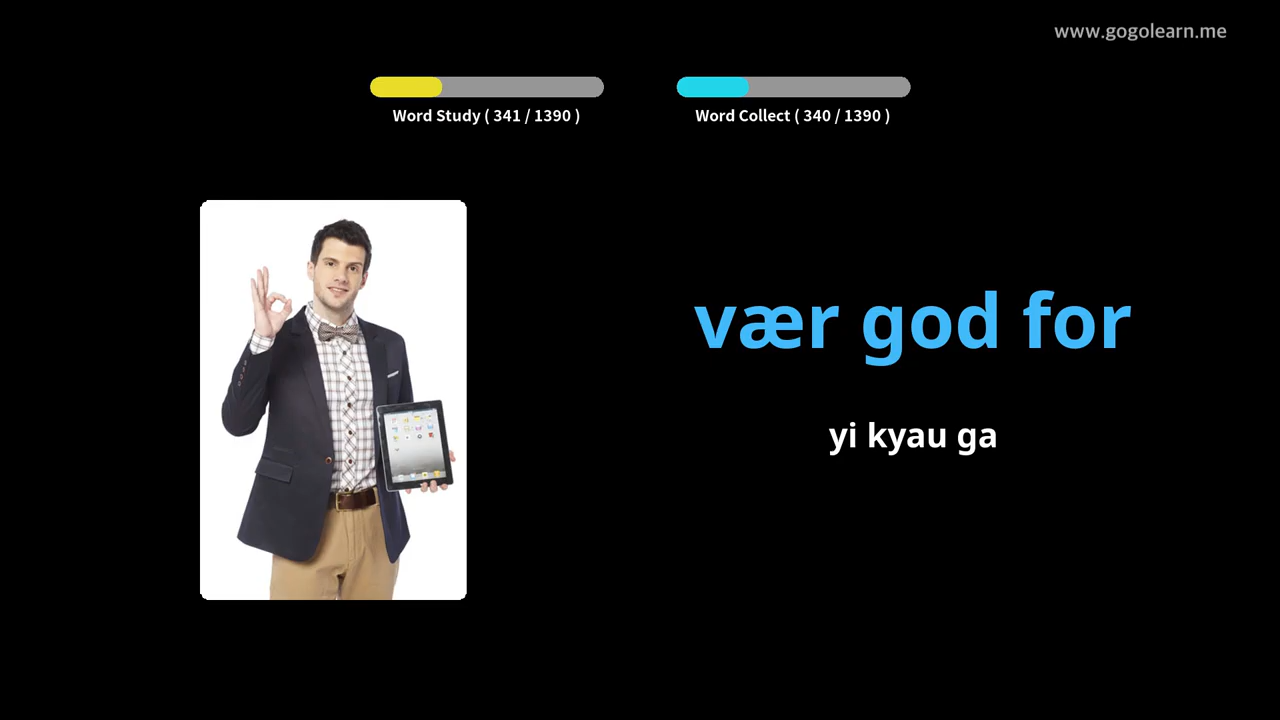 www.gogolearn.me
Word Study ( 341 / 1390 )
Word Collect ( 340 / 1390 )
vær god for
yi kyau ga